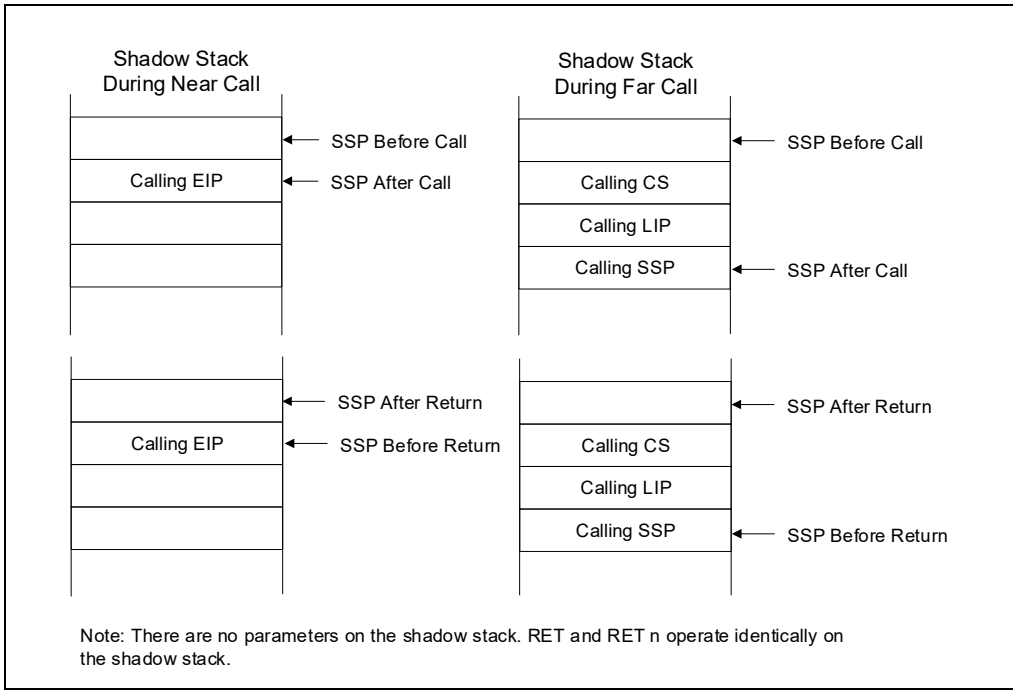 Shadow Stack
During Near Call
SSP Before Call
Calling EIP
SSP After Call
Shadow Stack
During Far Call
SSP Before Call
Calling CS
Calling LIP
Calling SSP
SSP After Call
SSP After Return
Calling EIP
SSP Before Return
SSP After Return
Calling CS
Calling LIP
Calling SSP
SSP Before Return
Note: There are no parameters on the shadow stack. RET and RET n operate identically on
the shadow stack.